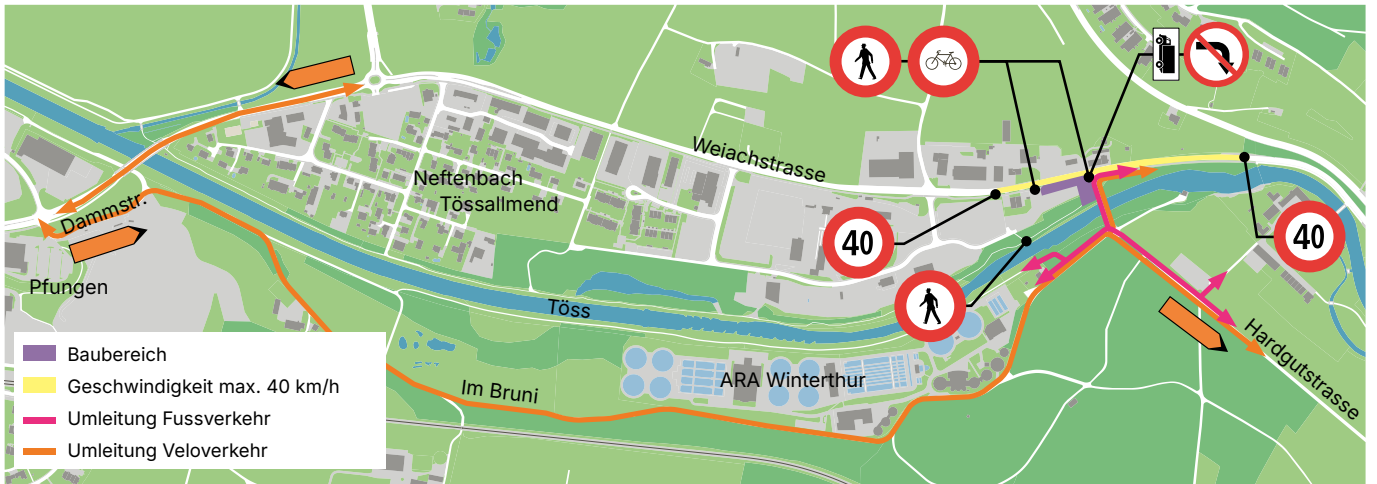 Weiachstrasse
Neftenbach
Tössallmend
Dammstr.
40
40
Pfungen
Töss
Hardgutstrasse
ARA Winterthur
Im Bruni
Baubereich
Geschwindigkeit max. 40 km/h
Umleitung Fussverkehr
Umleitung Veloverkehr